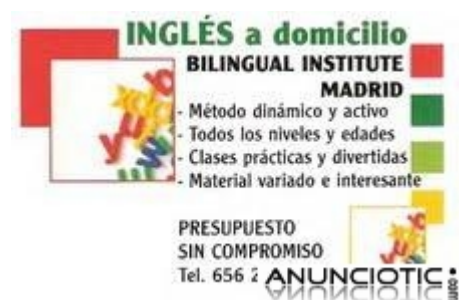 INGLÉS a domicilio
BILINGUAL INSTITUTE
MADRID
- Método dinámico y activo
- Todos los niveles y edades
- Clases prácticas y divertidas
- Material variado e interesante
PRESUPUESTO
SIN COMPROMISO
Tel. 656 2
ANUNCIOTIC.com